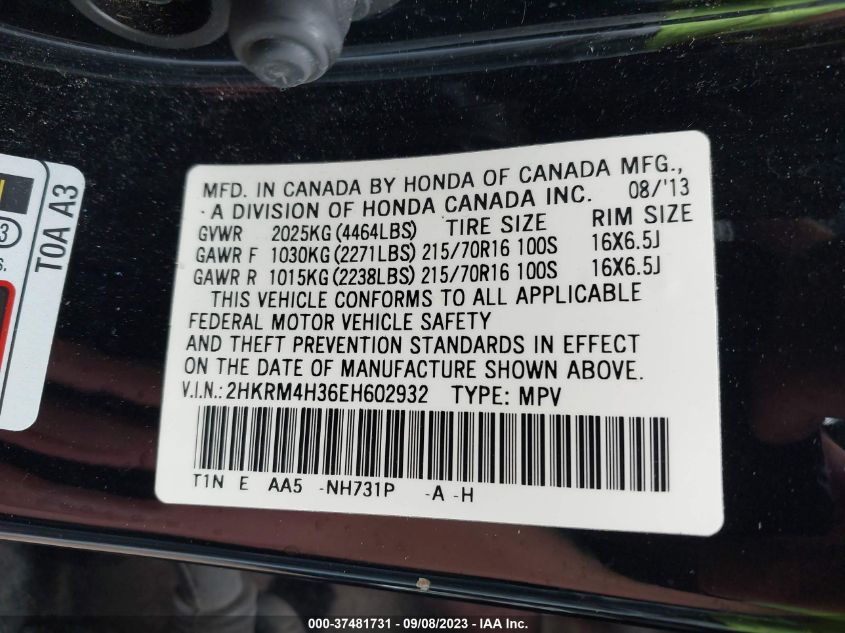 MFD. IN CANADA BY HONDA OF CANADA MFG.,
A DIVISION OF HONDA CANADA INC. 08/'13
GVWR 2025KG (4464LBS) TIRE SIZE RIM SIZE
GAWR F 1030KG (2271LBS) 215/70R16 100S 16X6.5J
GAWR R 1015KG (2238LBS) 215/70R16 100S 16X6.5J
THIS VEHICLE CONFORMS TO ALL APPLICABLE
FEDERAL MOTOR VEHICLE SAFETY
AND THEFT PREVENTION STANDARDS IN EFFECT
ON THE DATE OF MANUFACTURE SHOWN ABOVE.
V.I.N.: 2HKRM4H36EH602932 TYPE: MPV
T1N E AA5 -NH731P -A -H
T0A A3
3
s.
000-37481731 - 09/08/2023 - IAA Inc.